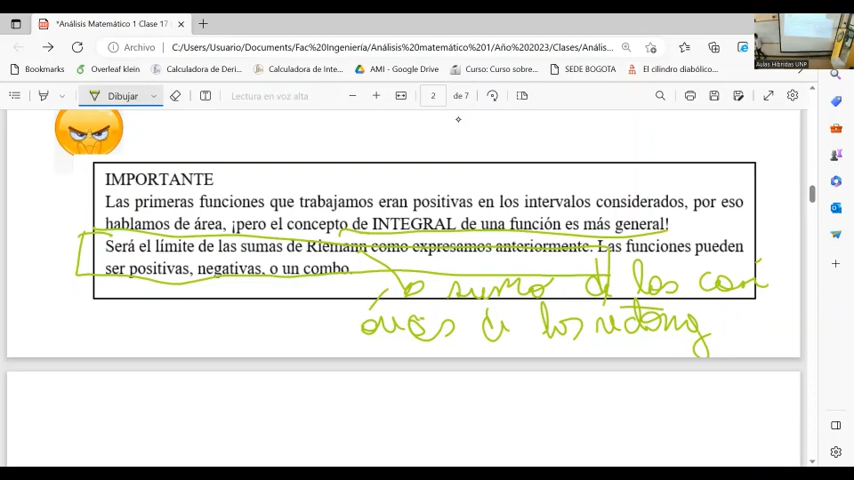 *Análisis Matemático 1 Clase 17
Archivo C:/Users/Usuario/Documents/Fac%20Ingeniería/Análisis%20matemático%201/Año%202023/Clases/Anális...
Aulas Híbridas UNP
Bookmarks Overleaf klein Calculadora de Deri... Calculadora de Inte... AMI - Google Drive Curso: Curso sobre... SEDE BOGOTA El cilindro diabólic...
Dibujar Lectura en voz alta 2 de 7
IMPORTANTE
Las primeras funciones que trabajamos eran positivas en los intervalos considerados, por eso
hablamos de área, ¡pero el concepto de INTEGRAL de una función es más general!
Será el límite de las sumas de Riemann como expresamos anteriormente. Las funciones pueden
ser positivas, negativas, o un combo.
suma de las
áreas de los